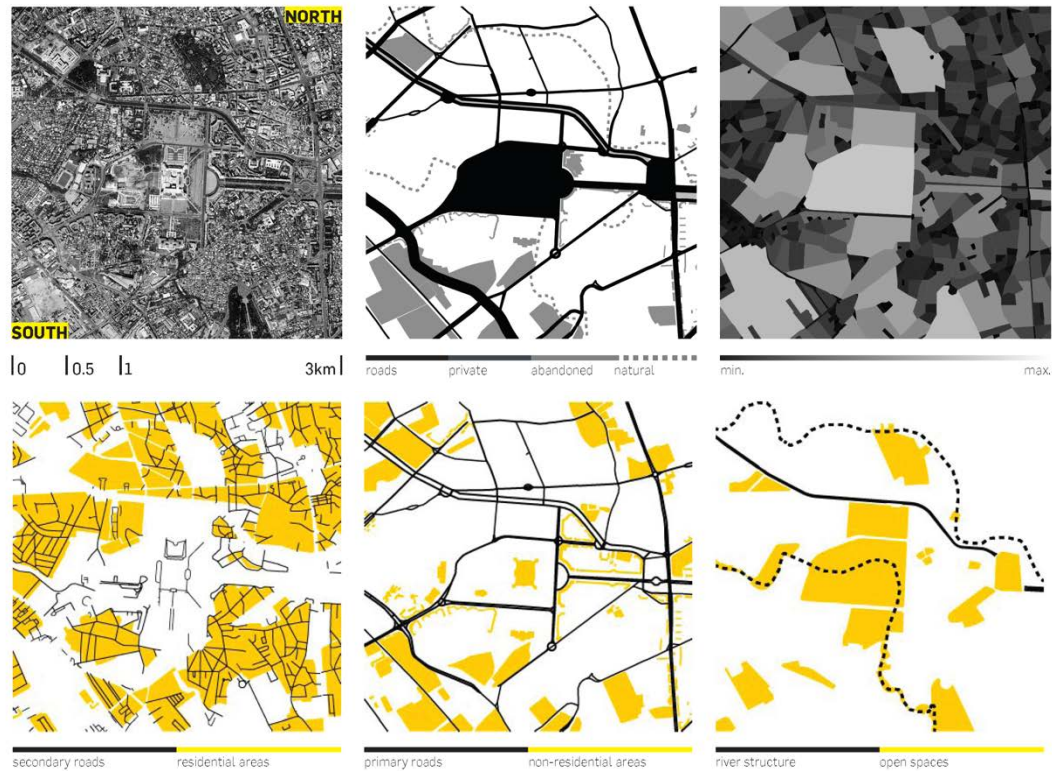 NORTH
SOUTH
0 0.5 1 3km
roads private abandoned natural
min. max.
secondary roads residential areas
primary roads non-residential areas
river structure open spaces